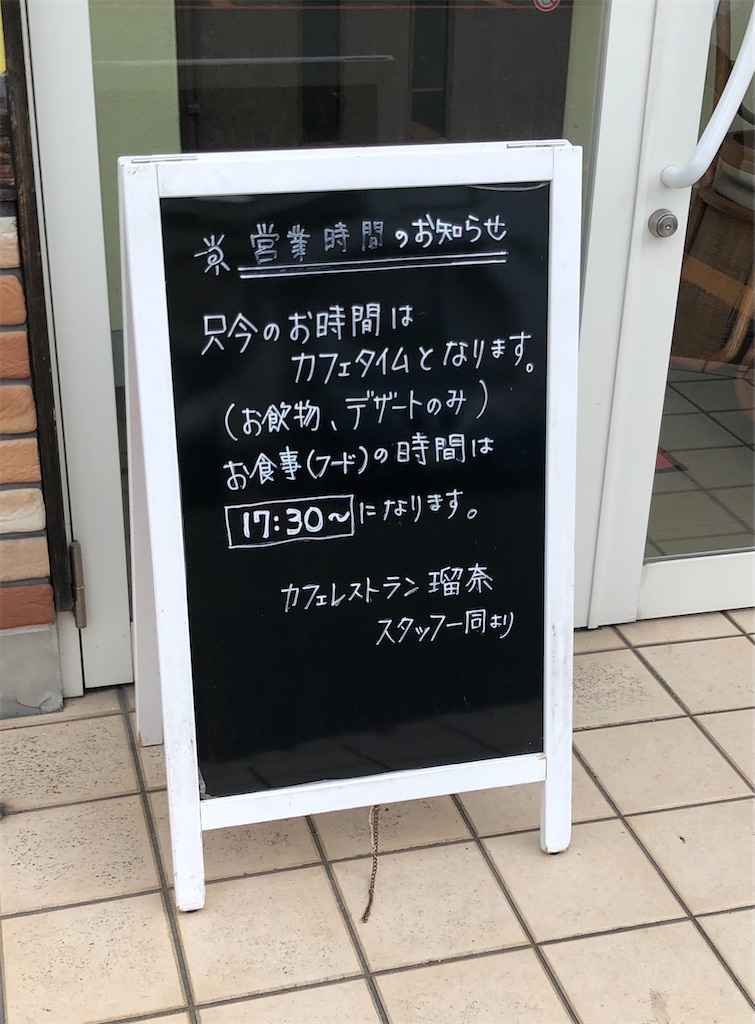 ※ 営業時間のお知らせ
只今のお時間は
カフェタイムとなります。
(お飲物、デザートのみ)
お食事(フード)の時間は
17:30～になります。
カフェレストラン 瑠奈
スタッフ一同より